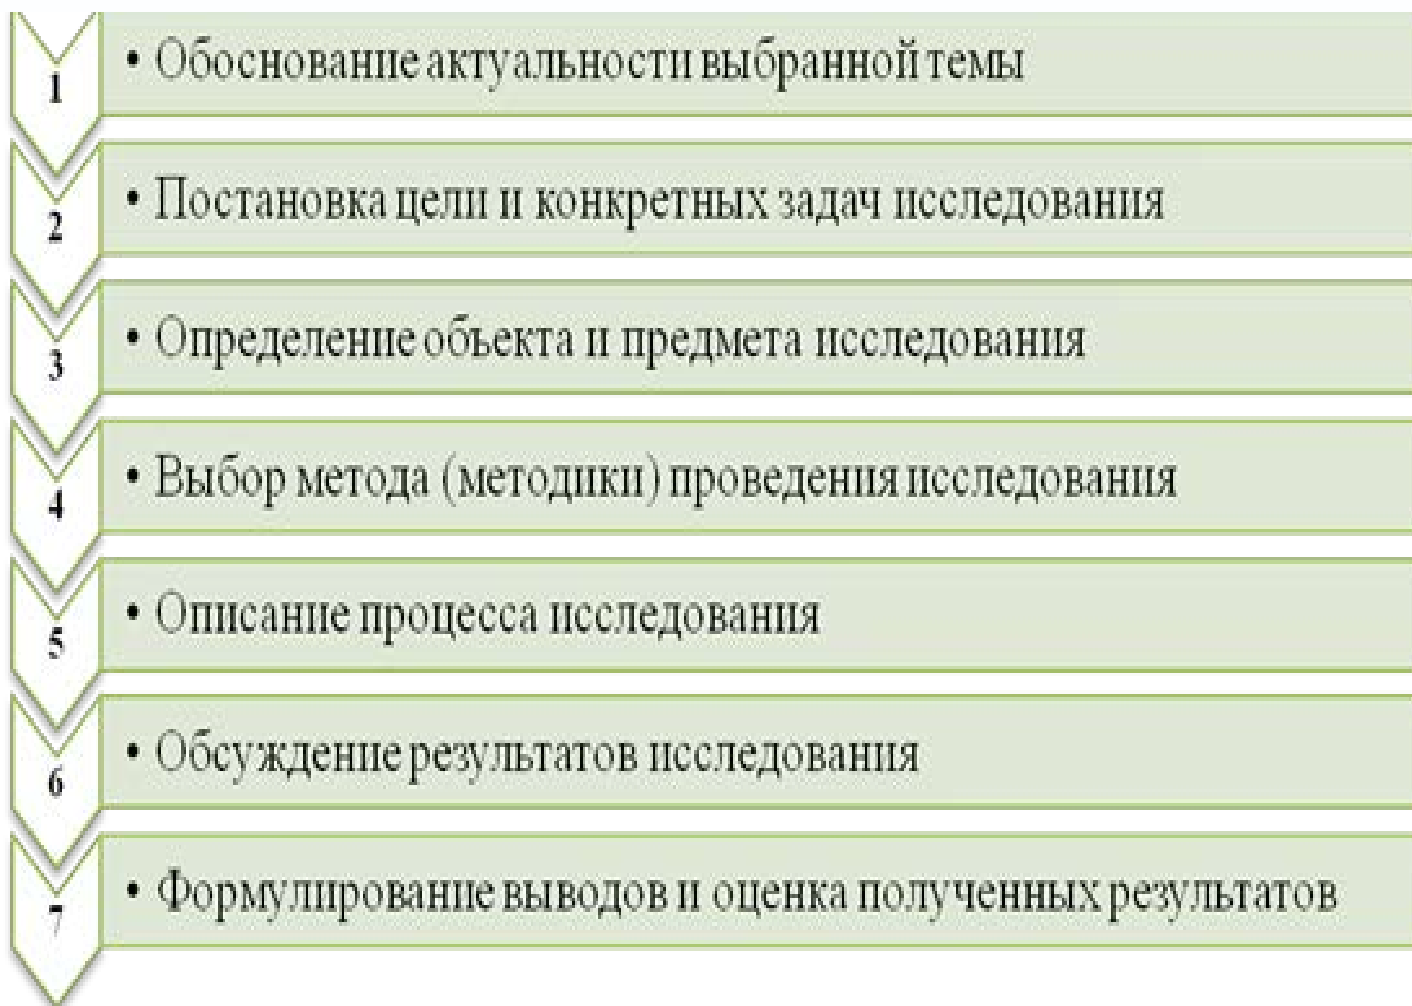 1
• Обоснование актуальности выбранной темы
2
• Постановка цели и конкретных задач исследования
3
• Определение объекта и предмета исследования
4
• Выбор метода (методики) проведения исследования
5
• Описание процесса исследования
6
• Обсуждение результатов исследования
7
• Формулирование выводов и оценка полученных результатов